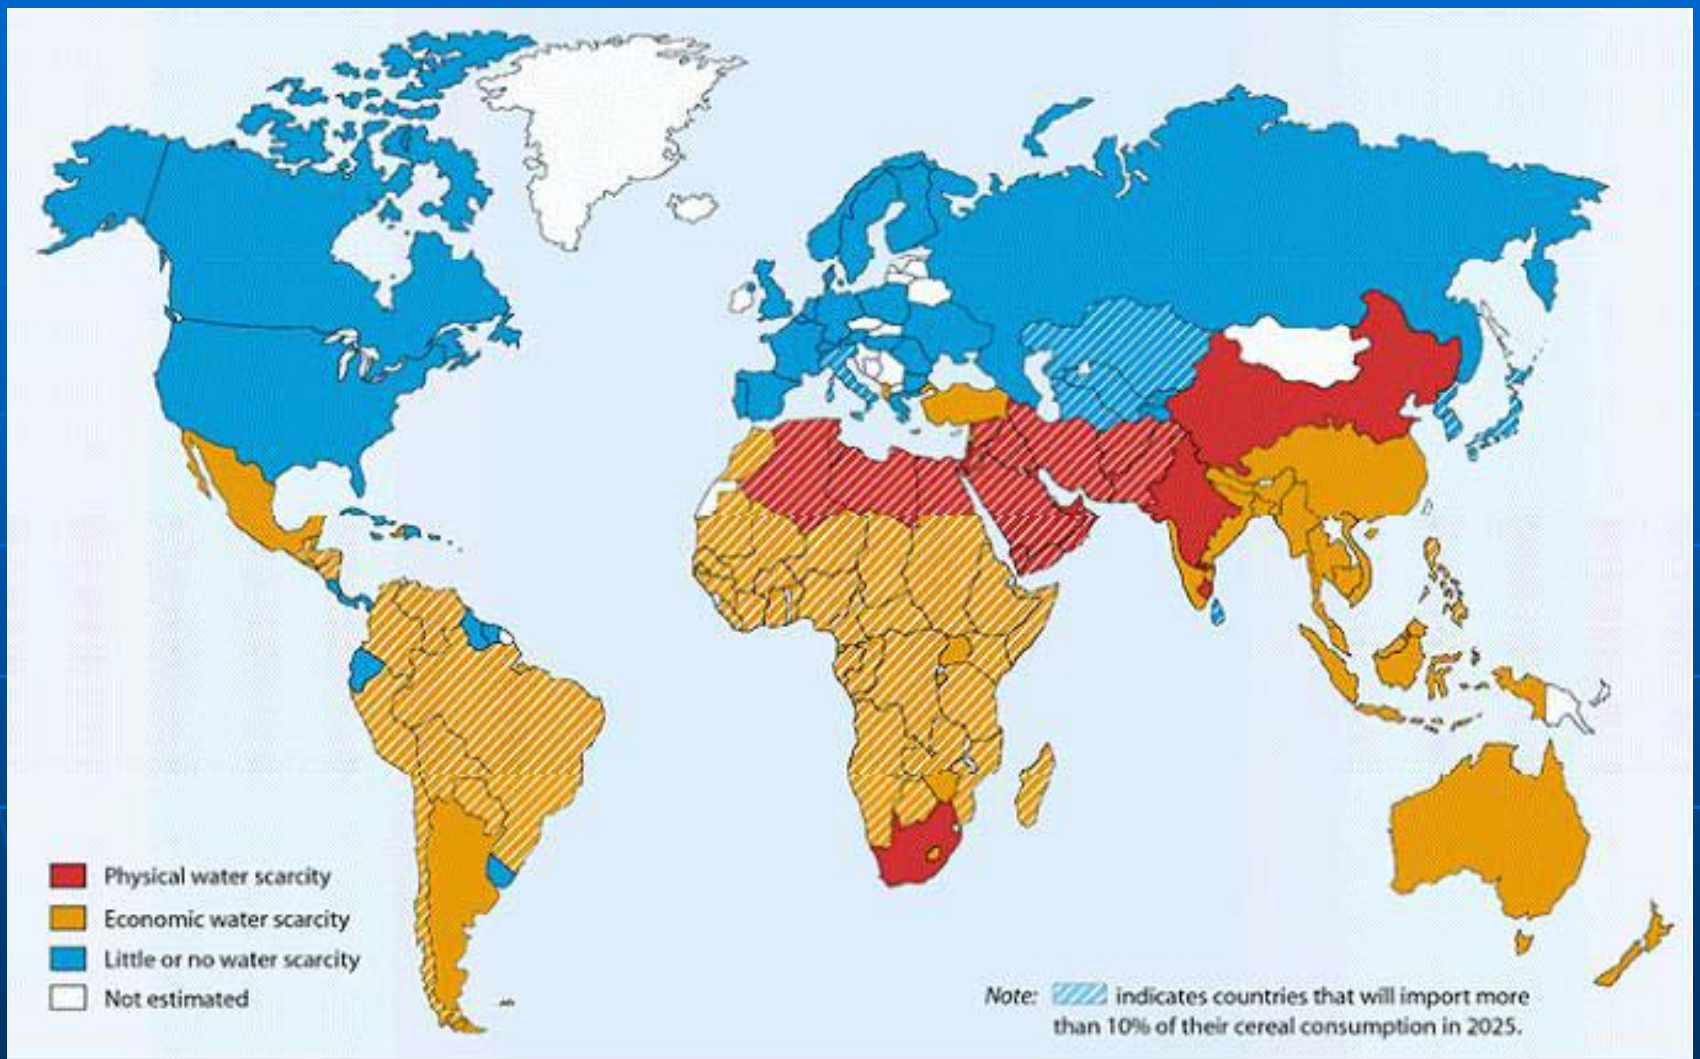 Physical water scarcity
Economic water scarcity
Little or no water scarcity
Not estimated
Note: indicates countries that will import more
than 10% of their cereal consumption in 2025.